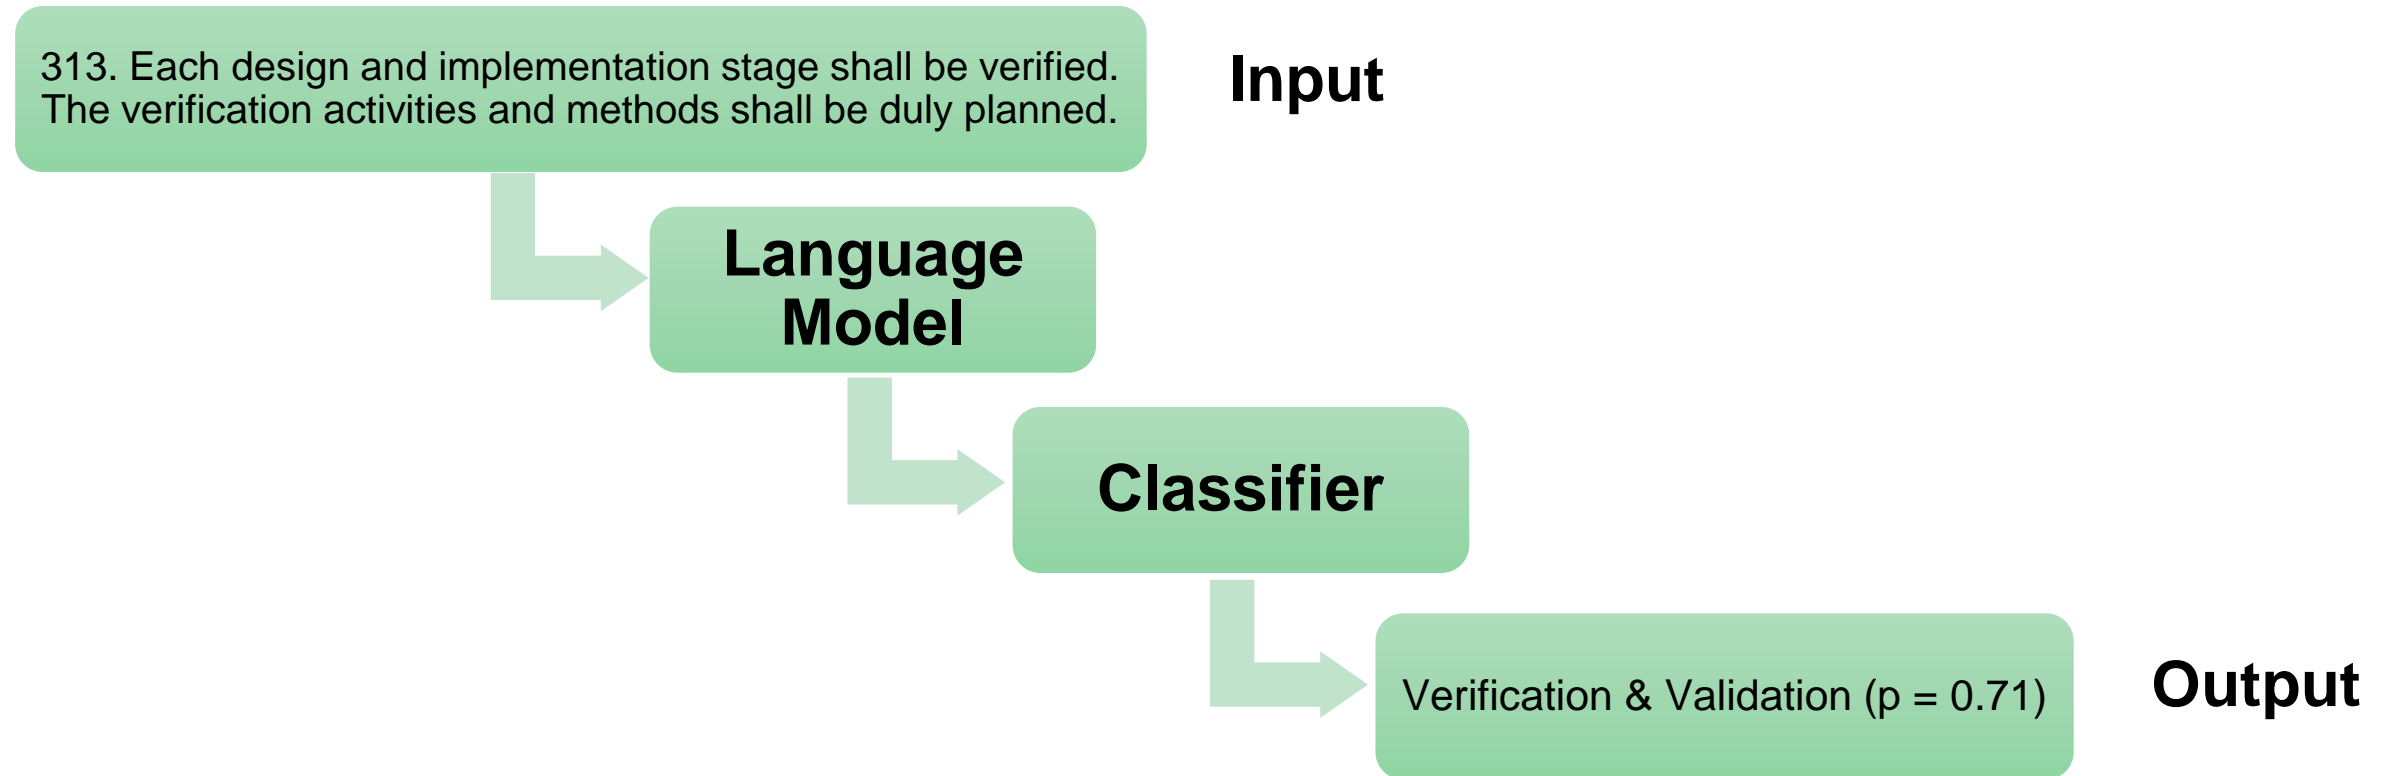 313. Each design and implementation stage shall be verified.
The verification activities and methods shall be duly planned.
Input
Language
Model
Classifier
Verification & Validation (p = 0.71)
Output